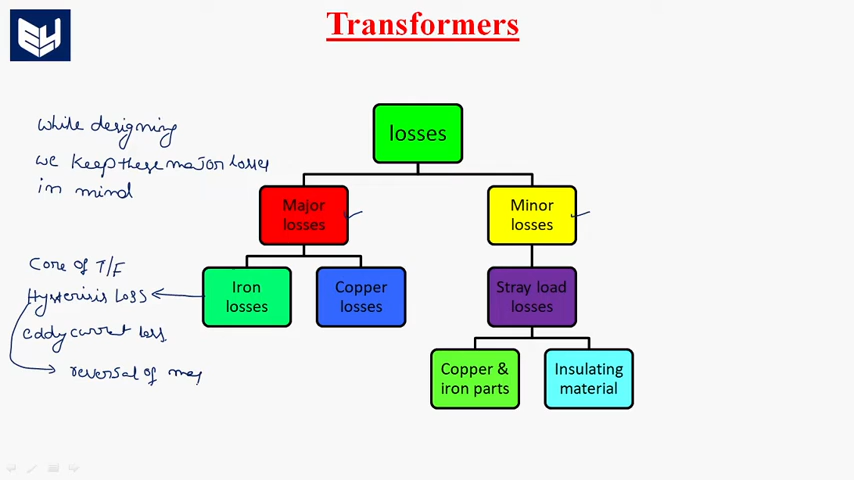 Transformers
losses
while designing
we keep these major losses
in mind
Major
losses
Minor
losses
Core of T/F
Hysterisis Loss
eddy current loss
reversal of mag
Iron
losses
Copper
losses
Stray load
losses
Copper &
iron parts
Insulating
material